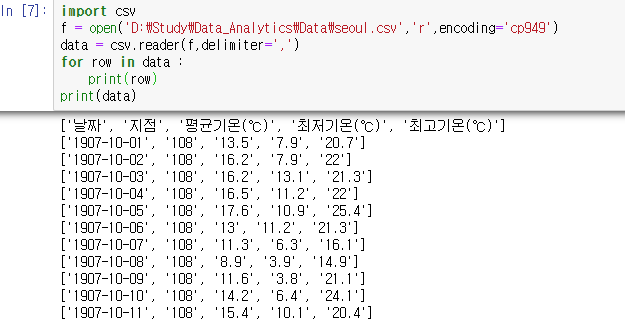 In [7]:
import csv
f = open('D:₩Study₩Data_Analytics₩Data₩seoul.csv','r',encoding='cp949')
data = csv.reader(f,delimiter=',')
for row in data :
print(row)
print(data)
['날짜', '지점', '평균기온(℃)', '최저기온(℃)', '최고기온(℃)']
['1907-10-01', '108', '13.5', '7.9', '20.7']
['1907-10-02', '108', '16.2', '7.9', '22']
['1907-10-03', '108', '16.2', '13.1', '21.3']
['1907-10-04', '108', '16.5', '11.2', '22']
['1907-10-05', '108', '17.6', '10.9', '25.4']
['1907-10-06', '108', '13', '11.2', '21.3']
['1907-10-07', '108', '11.3', '6.3', '16.1']
['1907-10-08', '108', '8.9', '3.9', '14.9']
['1907-10-09', '108', '11.6', '3.8', '21.1']
['1907-10-10', '108', '14.2', '6.4', '24.1']
['1907-10-11', '108', '15.4', '10.1', '20.4']